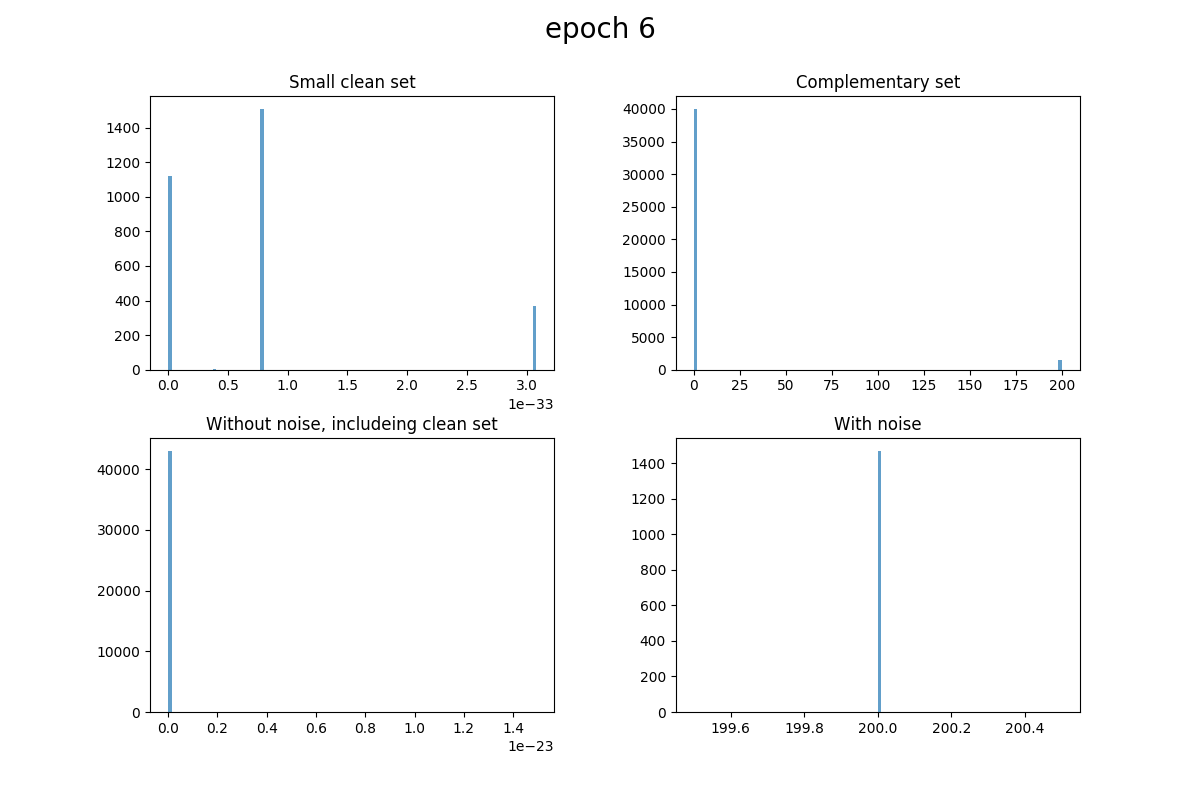 epoch 6
Small clean set
1400
1200
1000
800
600
400
200
0
0.0 0.5 1.0 1.5 2.0 2.5 3.0
1e−33
Complementary set
40000
35000
30000
25000
20000
15000
10000
5000
0
0 25 50 75 100 125 150 175 200
Without noise, includeing clean set
40000
30000
20000
10000
0
0.0 0.2 0.4 0.6 0.8 1.0 1.2 1.4
1e−23
With noise
1400
1200
1000
800
600
400
200
0
199.6 199.8 200.0 200.2 200.4